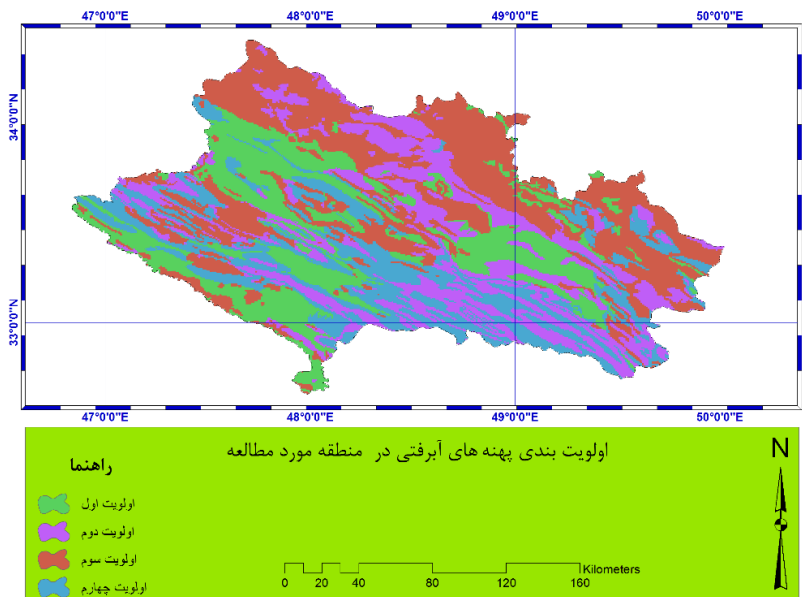 47°0'0"E 48°0'0"E 49°0'0"E 50°0'0"E
34°0'0"N
33°0'0"N
47°0'0"E 48°0'0"E 49°0'0"E 50°0'0"E
اولویت بندی پهنه های آبرفتی در منطقه مورد مطالعه
N
راهنما
اولویت اول
اولویت دوم
اولویت سوم
اولویت چهارم
Kilometers
0 20 40 80 120 160